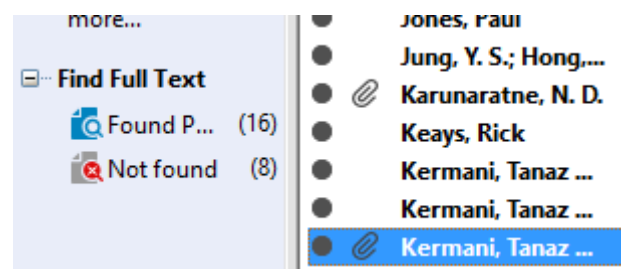 more...
Find Full Text
Found P... (16)
Not found (8)
Jones, Paul
Jung, Y. S.; Hong,...
Karunaratne, N. D.
Keays, Rick
Kermani, Tanaz ...
Kermani, Tanaz ...
Kermani, Tanaz ...